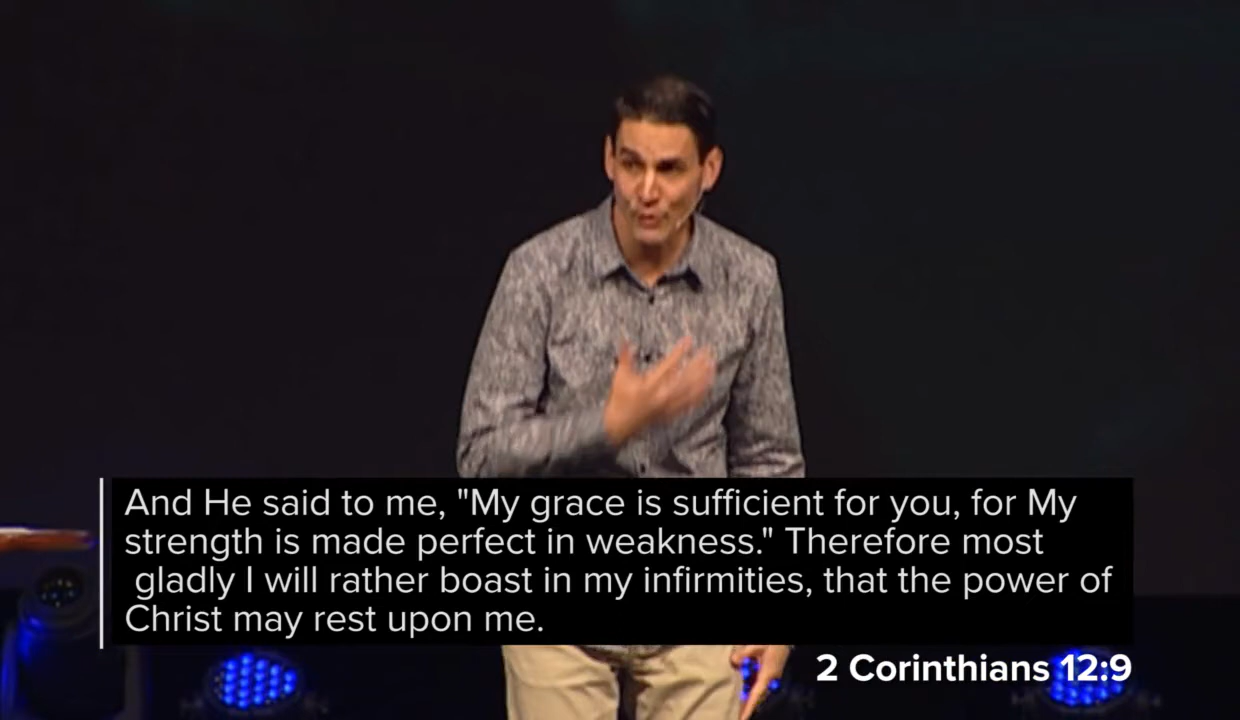 And He said to me, "My grace is sufficient for you, for My
strength is made perfect in weakness." Therefore most
gladly I will rather boast in my infirmities, that the power of
Christ may rest upon me.
2 Corinthians 12:9